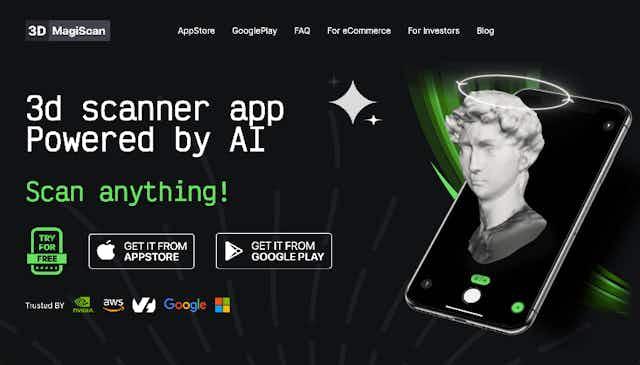 3D MagiScan
AppStore GooglePlay FAQ For eCommerce For Investors Blog
3d scanner app
Powered by AI
Scan anything!
TRY
FOR
FREE
GET IT FROM
APPSTORE
GET IT FROM
GOOGLE PLAY
Trusted BY NVIDIA. aws Google